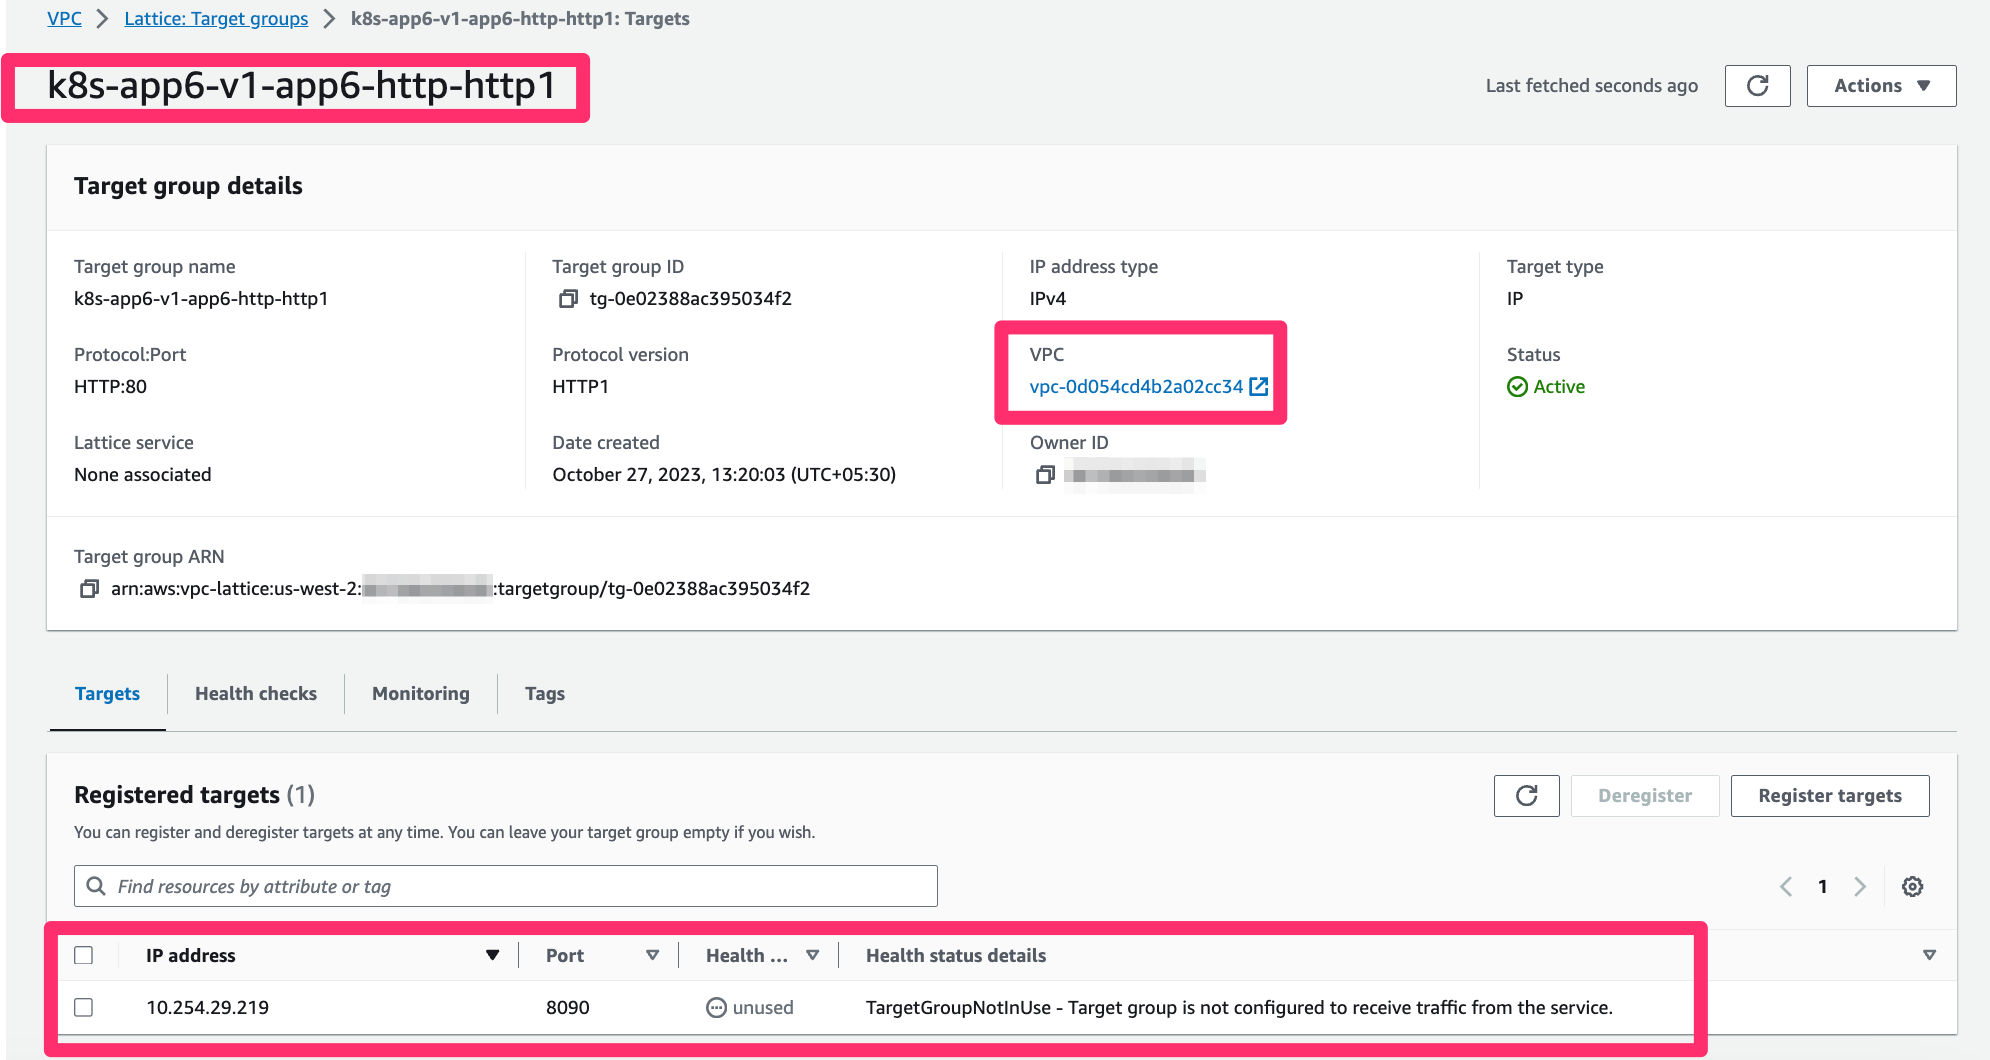 VPC > Lattice: Target groups > k8s-app6-v1-app6-http-http1: Targets
k8s-app6-v1-app6-http-http1
Last fetched seconds ago
Actions
Target group details
Target group name
k8s-app6-v1-app6-http-http1
Target group ID
tg-0e02388ac395034f2
IP address type
IPv4
Target type
IP
Protocol:Port
HTTP:80
Protocol version
HTTP1
VPC
vpc-0d054cd4b2a02cc34
Status
Active
Lattice service
None associated
Date created
October 27, 2023, 13:20:03 (UTC+05:30)
Owner ID
Target group ARN
arn:aws:vpc-lattice:us-west-2: :targetgroup/tg-0e02388ac395034f2
Targets
Health checks
Monitoring
Tags
Registered targets (1)
Deregister
Register targets
You can register and deregister targets at any time. You can leave your target group empty if you wish.
Find resources by attribute or tag
1
IP address Port Health ... Health status details
10.254.29.219 8090 unused TargetGroupNotInUse - Target group is not configured to receive traffic from the service.